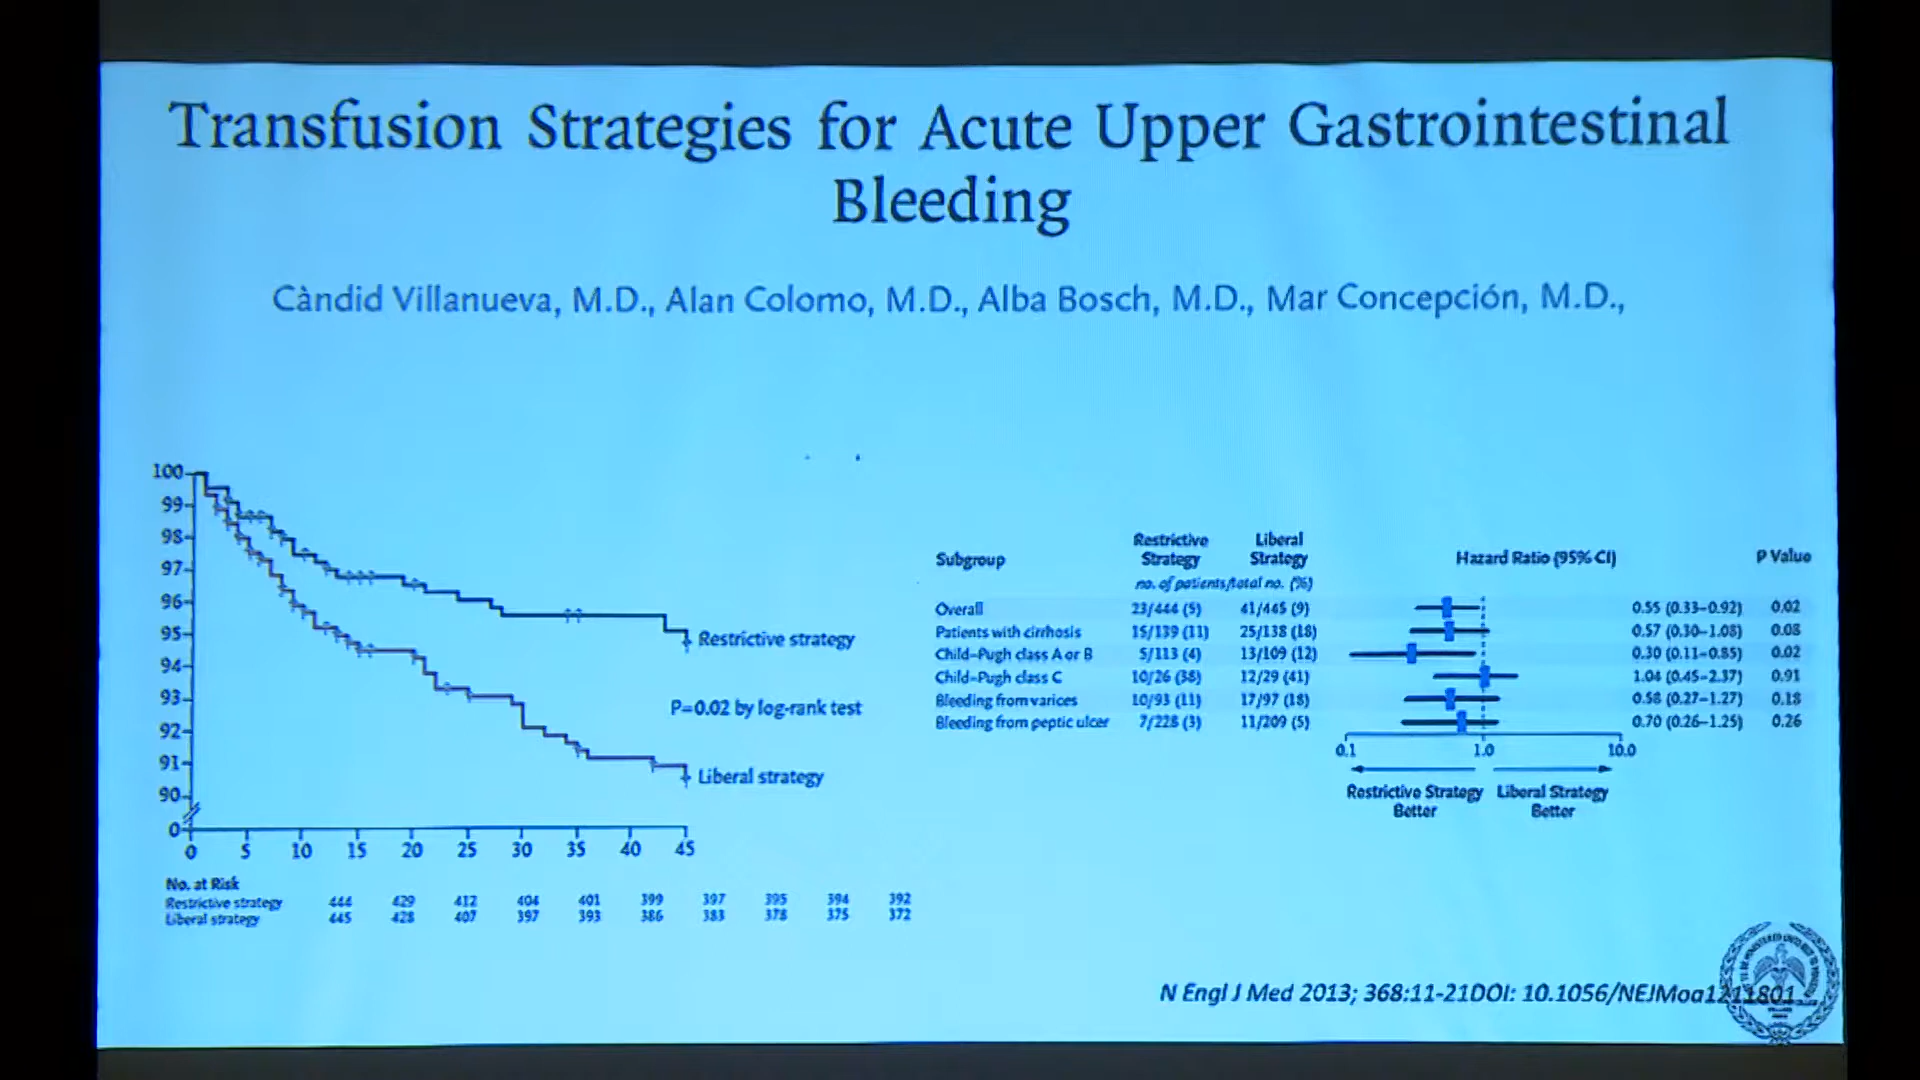 Transfusion Strategies for Acute Upper Gastrointestinal
Bleeding
Càndid Villanueva, M.D., Alan Colomo, M.D., Alba Bosch, M.D., Mar Concepción, M.D.,
100
99
98
97
96
95
94
93
92
91
90
0
0 5 10 15 20 25 30 35 40 45
Restrictive strategy
P=0.02 by log-rank test
Liberal strategy
No. at Risk
Restrictive strategy 444 429 412 404 401 399 397 395 394 392
Liberal strategy 445 428 407 397 393 386 383 378 375 372
Subgroup Restrictive Strategy Liberal Strategy Hazard Ratio (95% CI) P Value
no. of patients/total no. (%)
Overall 23/444 (5) 41/445 (9) 0.55 (0.33–0.92) 0.02
Patients with cirrhosis 15/139 (11) 25/138 (18) 0.57 (0.30–1.08) 0.08
Child–Pugh class A or B 5/113 (4) 13/109 (12) 0.30 (0.11–0.85) 0.02
Child–Pugh class C 10/26 (38) 12/29 (41) 1.04 (0.45–2.37) 0.91
Bleeding from varices 10/93 (11) 17/97 (18) 0.58 (0.27–1.27) 0.18
Bleeding from peptic ulcer 7/228 (3) 11/209 (5) 0.70 (0.26–1.25) 0.26
0.1 1.0 10.0
Restrictive Strategy Better
Liberal Strategy Better
N Engl J Med 2013; 368:11-21DOI: 10.1056/NEJMoa1211801